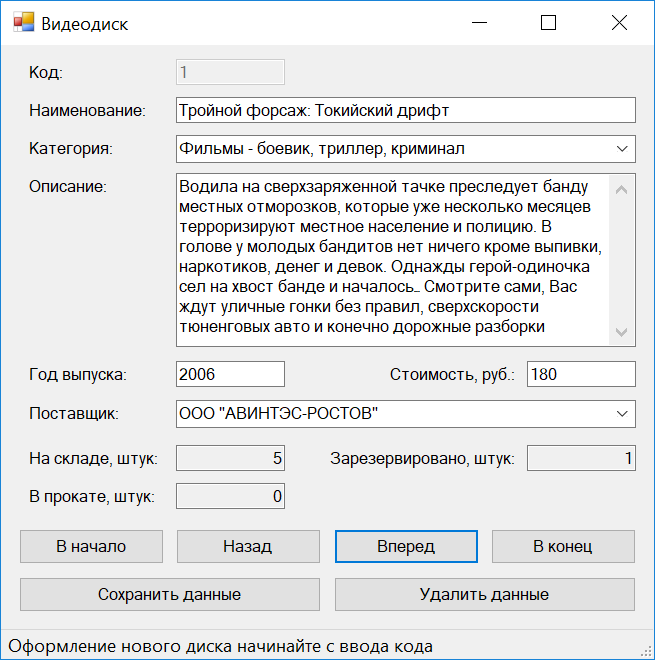 Видеодиск
Код: 1
Наименование: Тройной форсаж: Токийский дрифт
Категория: Фильмы - боевик, триллер, криминал
Описание: Водила на сверхзаряженной тачке преследует банду
местных отморозков, которые уже несколько месяцев
терроризируют местное население и полицию. В
голове у молодых бандитов нет ничего кроме выпивки,
наркотиков, денег и девок. Однажды герой-одиночка
сел на хвост банде и началось... Смотрите сами, Вас
ждут уличные гонки без правил, сверхскорости
тюненговых авто и конечно дорожные разборки
Год выпуска: 2006 Стоимость, руб.: 180
Поставщик: ООО "АВИНТЭС-РОСТОВ"
На складе, штук: 5 Зарезервировано, штук: 1
В прокате, штук: 0
В начало Назад Вперед В конец
Сохранить данные Удалить данные
Оформление нового диска начинайте с ввода кода